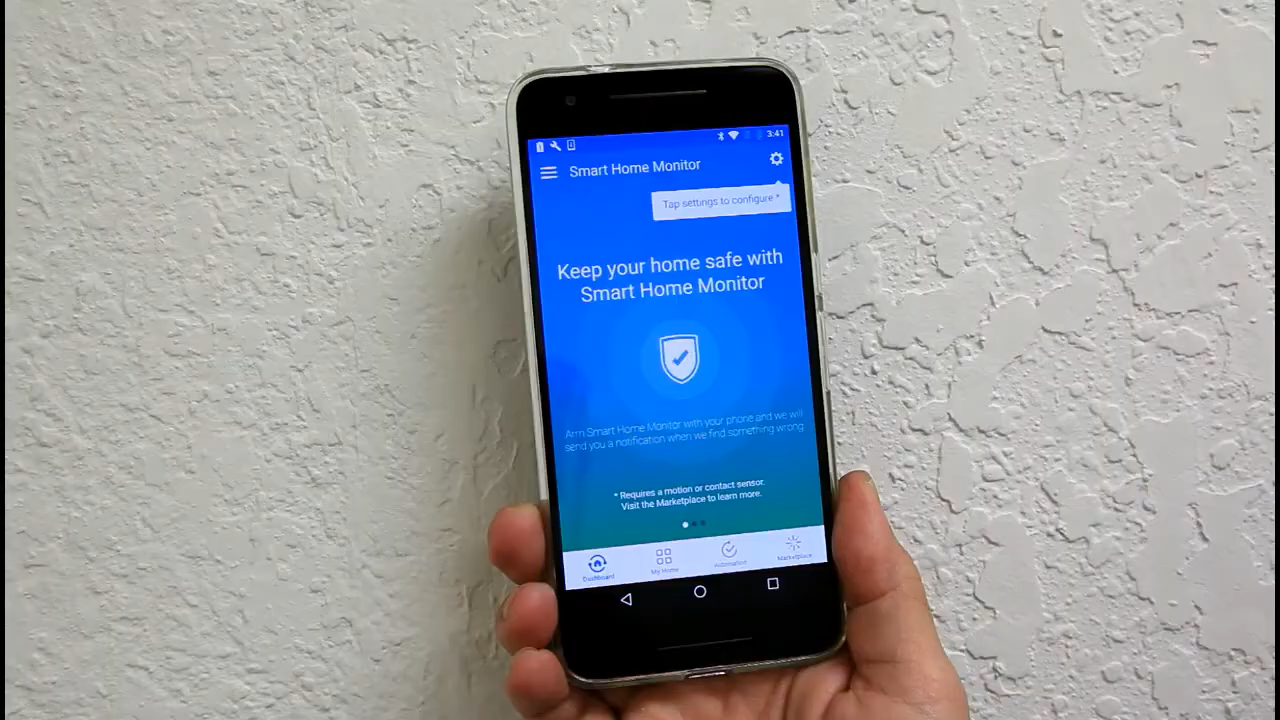 3:41
Smart Home Monitor
Tap settings to configure *
Keep your home safe with
Smart Home Monitor
Arm Smart Home Monitor with your phone and we will
send you a notification when we find something wrong
* Requires a motion or contact sensor.
Visit the Marketplace to learn more.
Dashboard
My Home
Automation
Marketplace